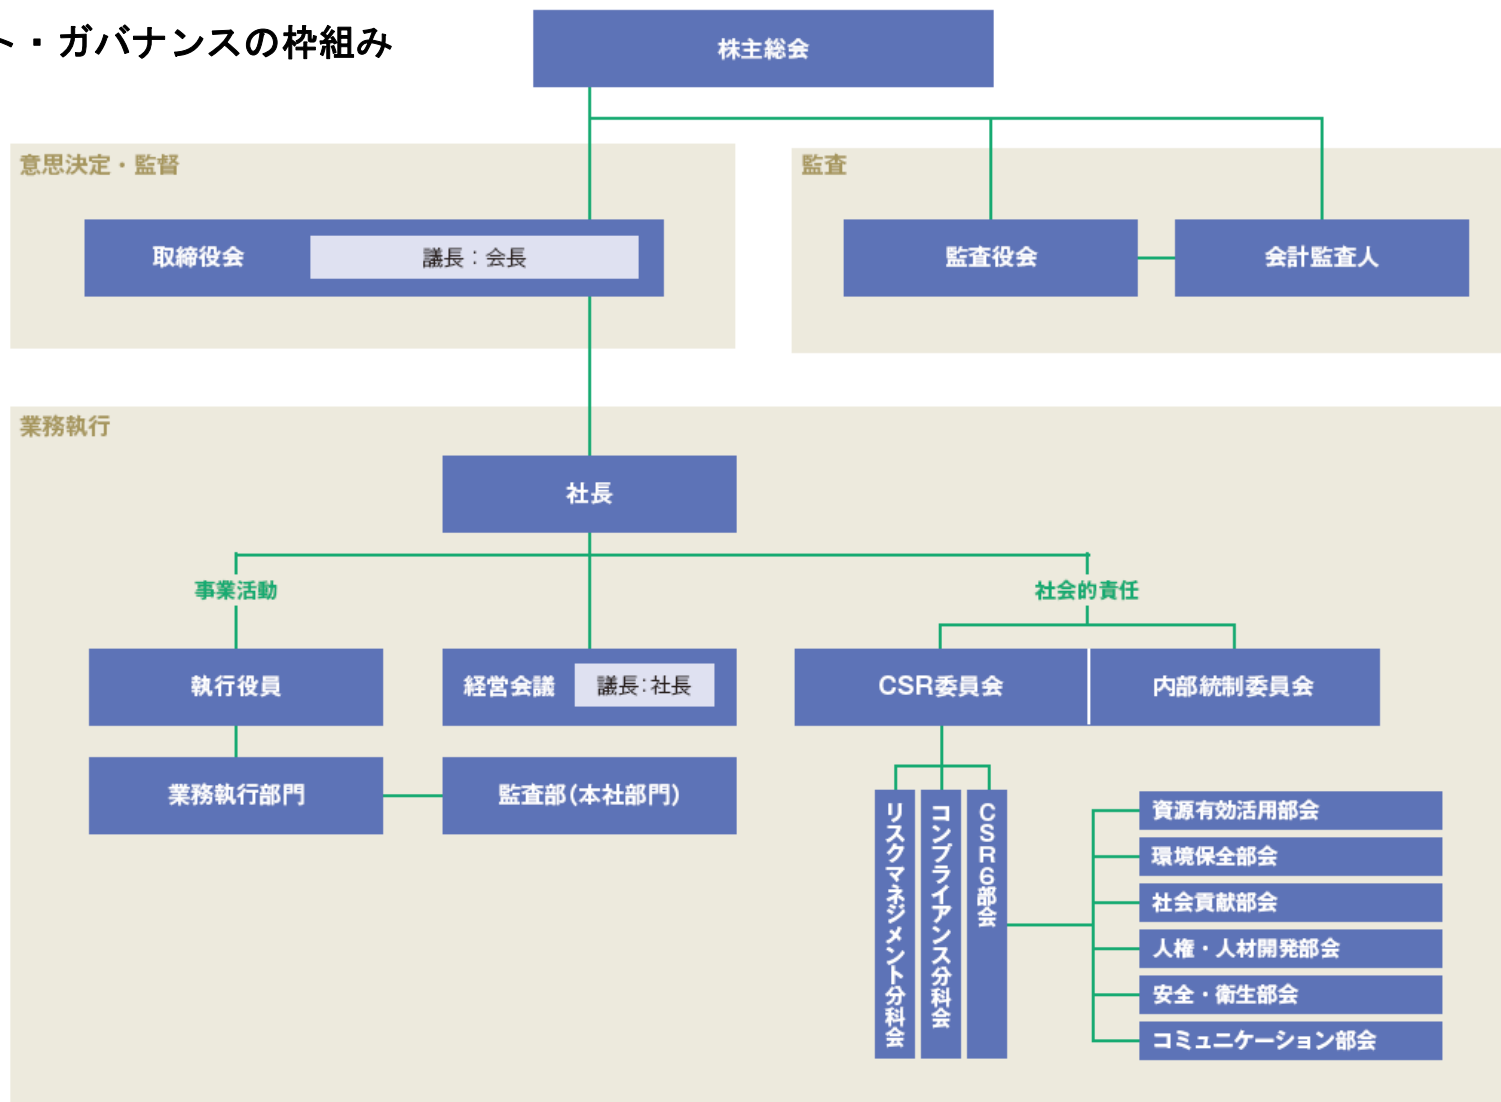 ト・ガバナンスの枠組み
株主総会
意思決定・監督
監査
取締役会
議長：会長
監査役会
会計監査人
業務執行
社長
事業活動
社会的責任
執行役員
経営会議
議長：社長
CSR委員会
内部統制委員会
業務執行部門
監査部（本社部門）
リスクマネジメント分科会
コンプライアンス分科会
CSR6部会
資源有効活用部会
環境保全部会
社会貢献部会
人権・人材開発部会
安全・衛生部会
コミュニケーション部会